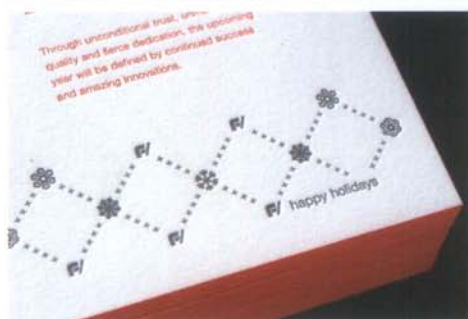 Through unconditional trust,
quality and fierce dedication, the upcoming
year will be defined by continued success
and amazing innovations.
happy holidays